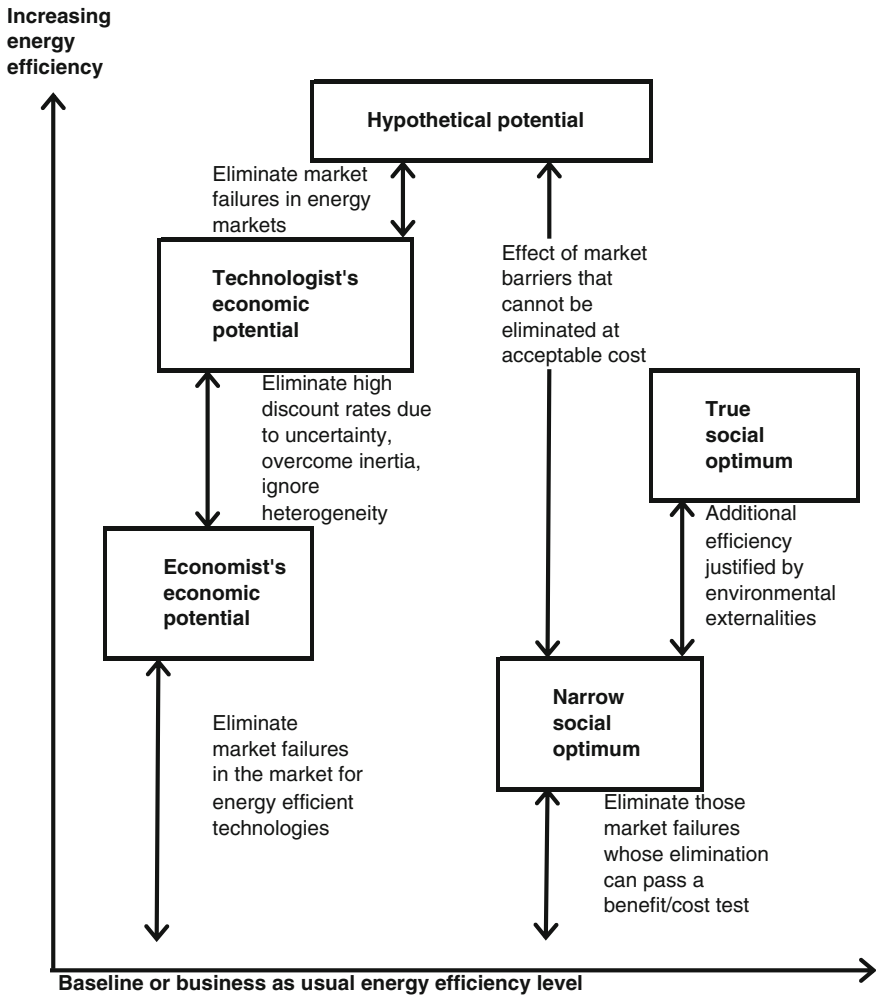 Increasing
energy
efficiency
Hypothetical potential
Eliminate market
failures in energy
markets
Technologist's
economic
potential
Effect of market
barriers that
cannot be
eliminated at
acceptable cost
Eliminate high
discount rates due
to uncertainty,
overcome inertia,
ignore
heterogeneity
True
social
optimum
Additional
efficiency
justified by
environmental
externalities
Economist's
economic
potential
Narrow
social
optimum
Eliminate
market failures
in the market for
energy efficient
technologies
Eliminate those
market failures
whose elimination
can pass a
benefit/cost test
Baseline or business as usual energy efficiency level